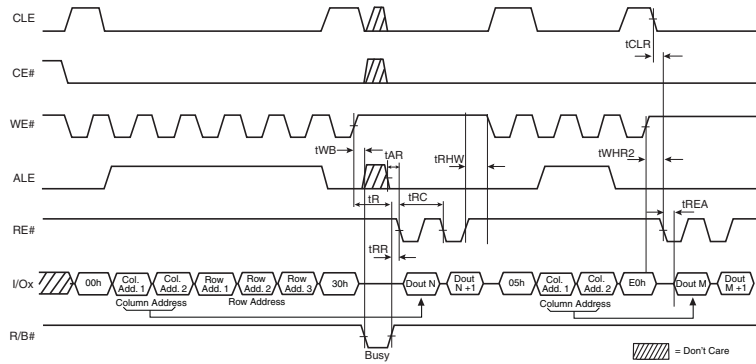 CLE
tCLR
CE#
WE#
tWB
tAR
tRHW
tWHR2
ALE
tR
tRC
tREA
RE#
tRR
I/Ox
00h
Col. Add. 1
Col. Add. 2
Row Add. 1
Row Add. 2
Row Add. 3
30h
Dout N
Dout N +1
05h
Col. Add. 1
Col. Add. 2
E0h
Dout M
Dout M +1
Column Address
Row Address
Column Address
R/B#
Busy
= Don't Care